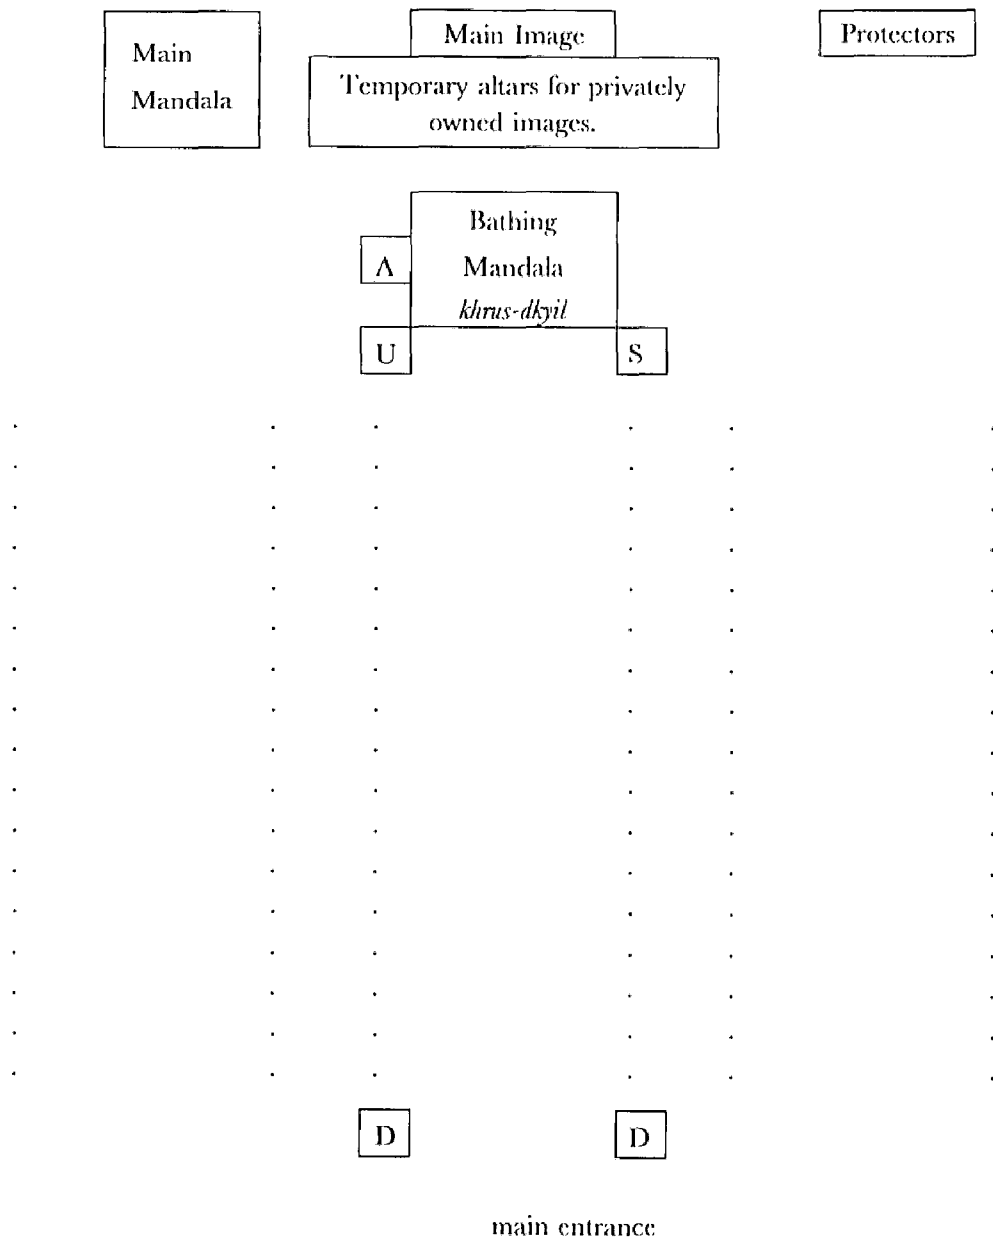 Main
Mandala
Main Image
Temporary altars for privately
owned images.
Protectors
Bathing
Mandala
khrus-dkyil
A
U
S
D
D
main entrance